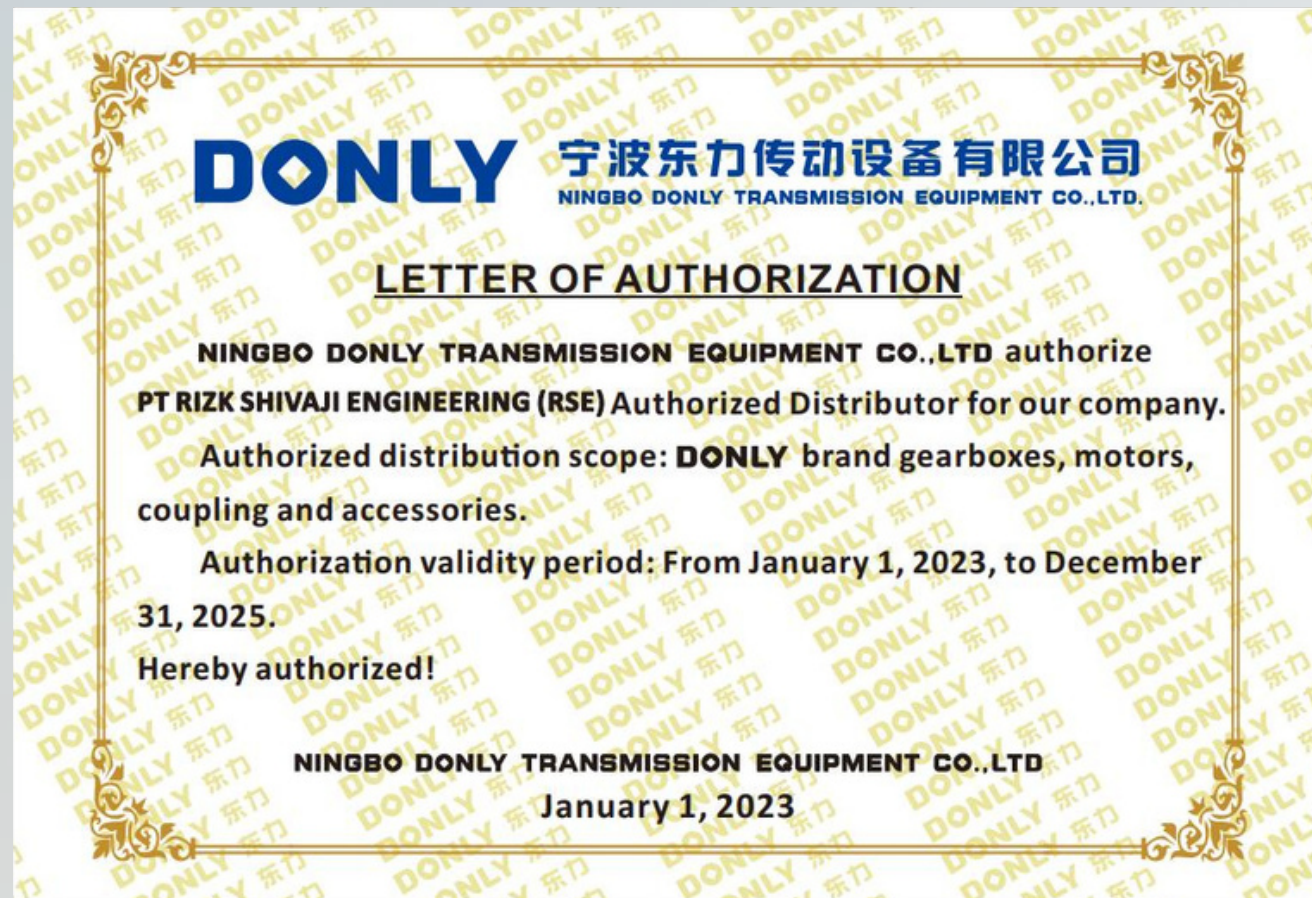 DONLY 宁波东力传动设备有限公司
NINGBO DONLY TRANSMISSION EQUIPMENT CO.,LTD.
LETTER OF AUTHORIZATION
NINGBO DONLY TRANSMISSION EQUIPMENT CO.,LTD authorize
PT RIZK SHIVAJI ENGINEERING (RSE) Authorized Distributor for our company.
Authorized distribution scope: DONLY brand gearboxes, motors,
coupling and accessories.
Authorization validity period: From January 1, 2023, to December
31, 2025.
Hereby authorized!
NINGBO DONLY TRANSMISSION EQUIPMENT CO.,LTD
January 1, 2023
DONLY 东力